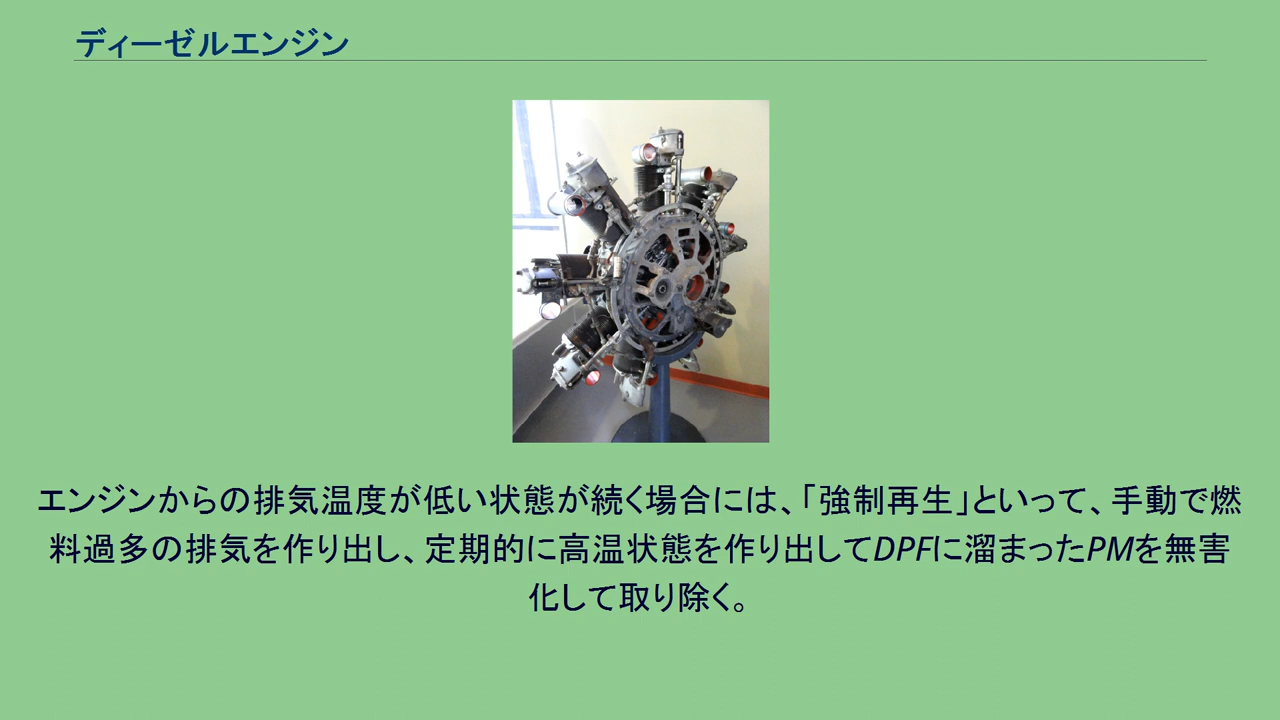 ディーゼルエンジン
エンジンからの排気温度が低い状態が続く場合には、「強制再生」といって、手動で燃
料過多の排気を作り出し、定期的に高温状態を作り出してDPFに溜まったPMを無害
化して取り除く。